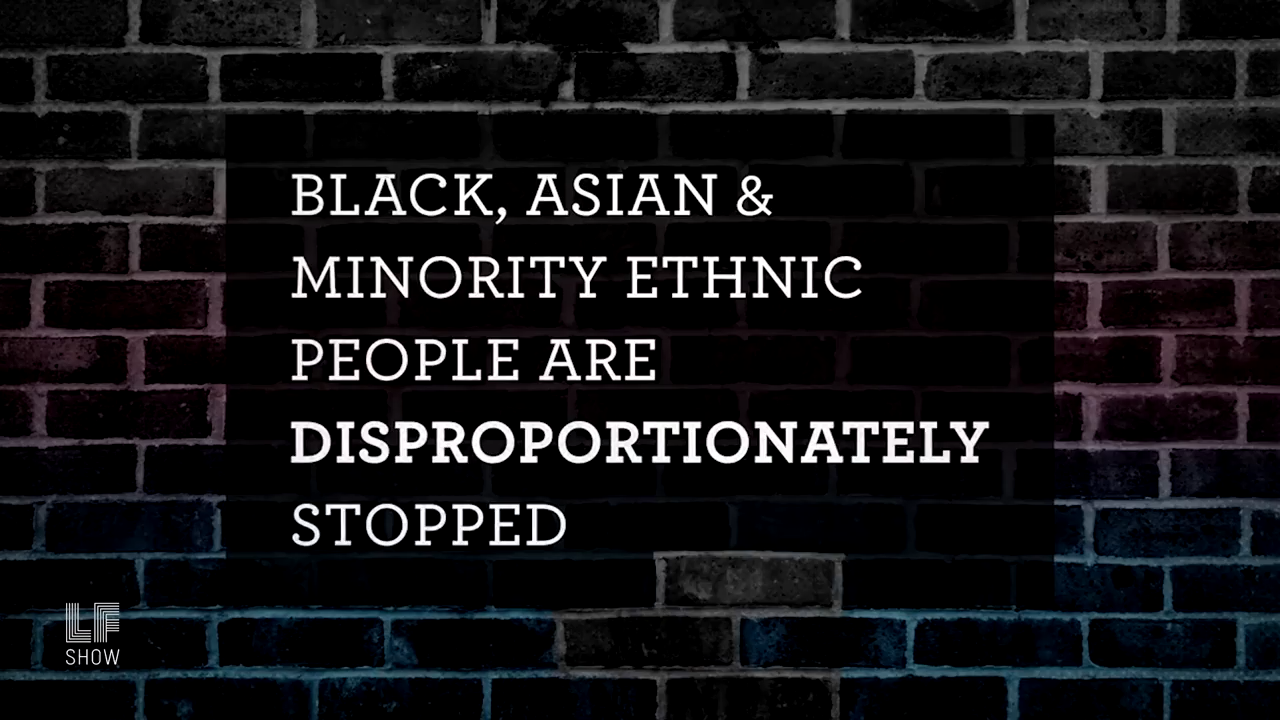 BLACK, ASIAN &
MINORITY ETHNIC
PEOPLE ARE
DISPROPORTIONATELY
STOPPED
LF
SHOW